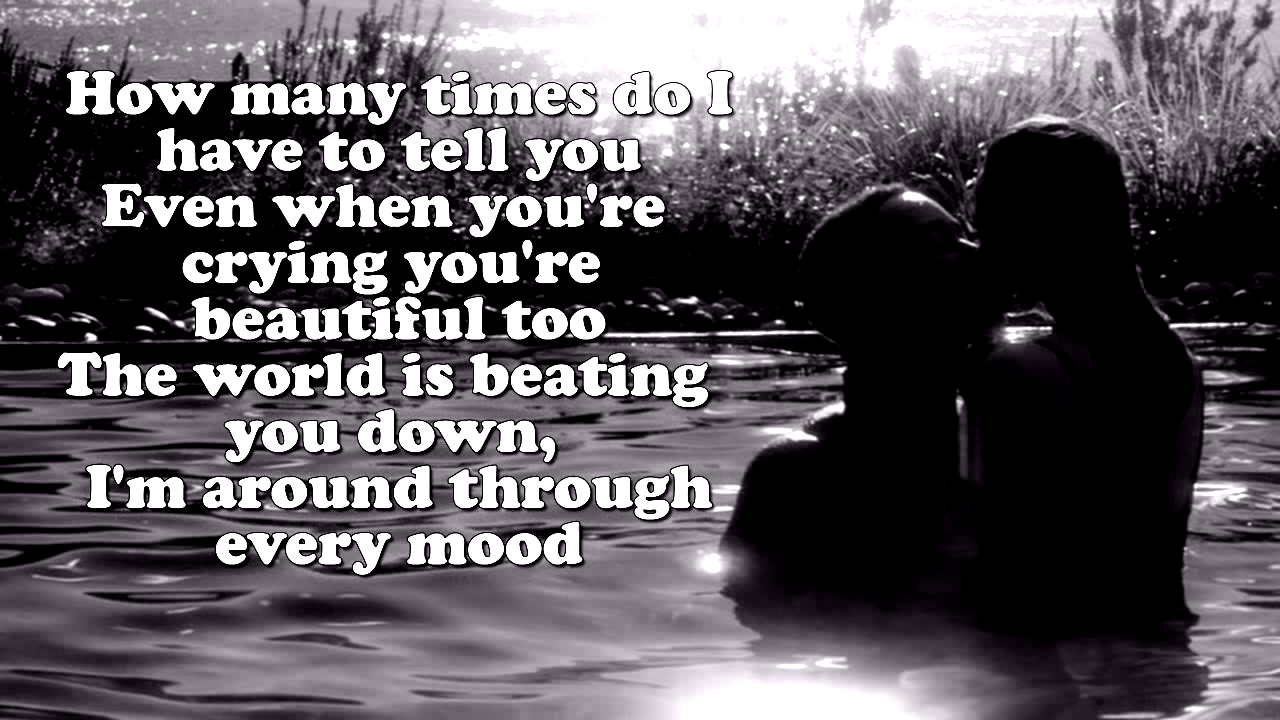 How many times do I
have to tell you
Even when you're
crying you're
beautiful too
The world is beating
you down,
I'm around through
every mood